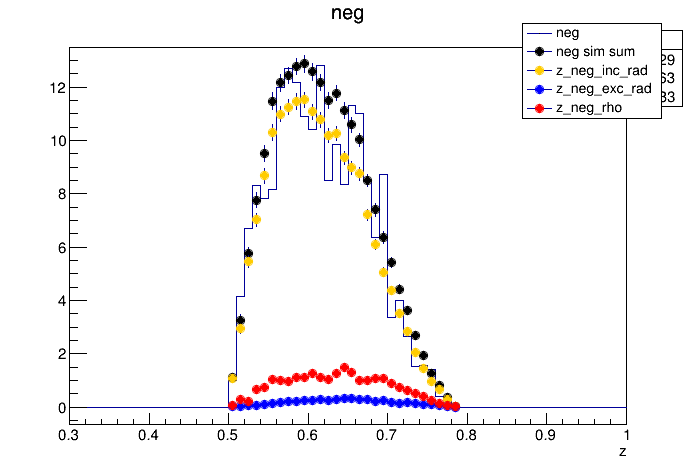 neg
neg
neg sim sum
z_neg_inc_rad
z_neg_exc_rad
z_neg_rho
29
63
33
12
10
8
6
4
2
0
0.3 0.4 0.5 0.6 0.7 0.8 0.9 1
z